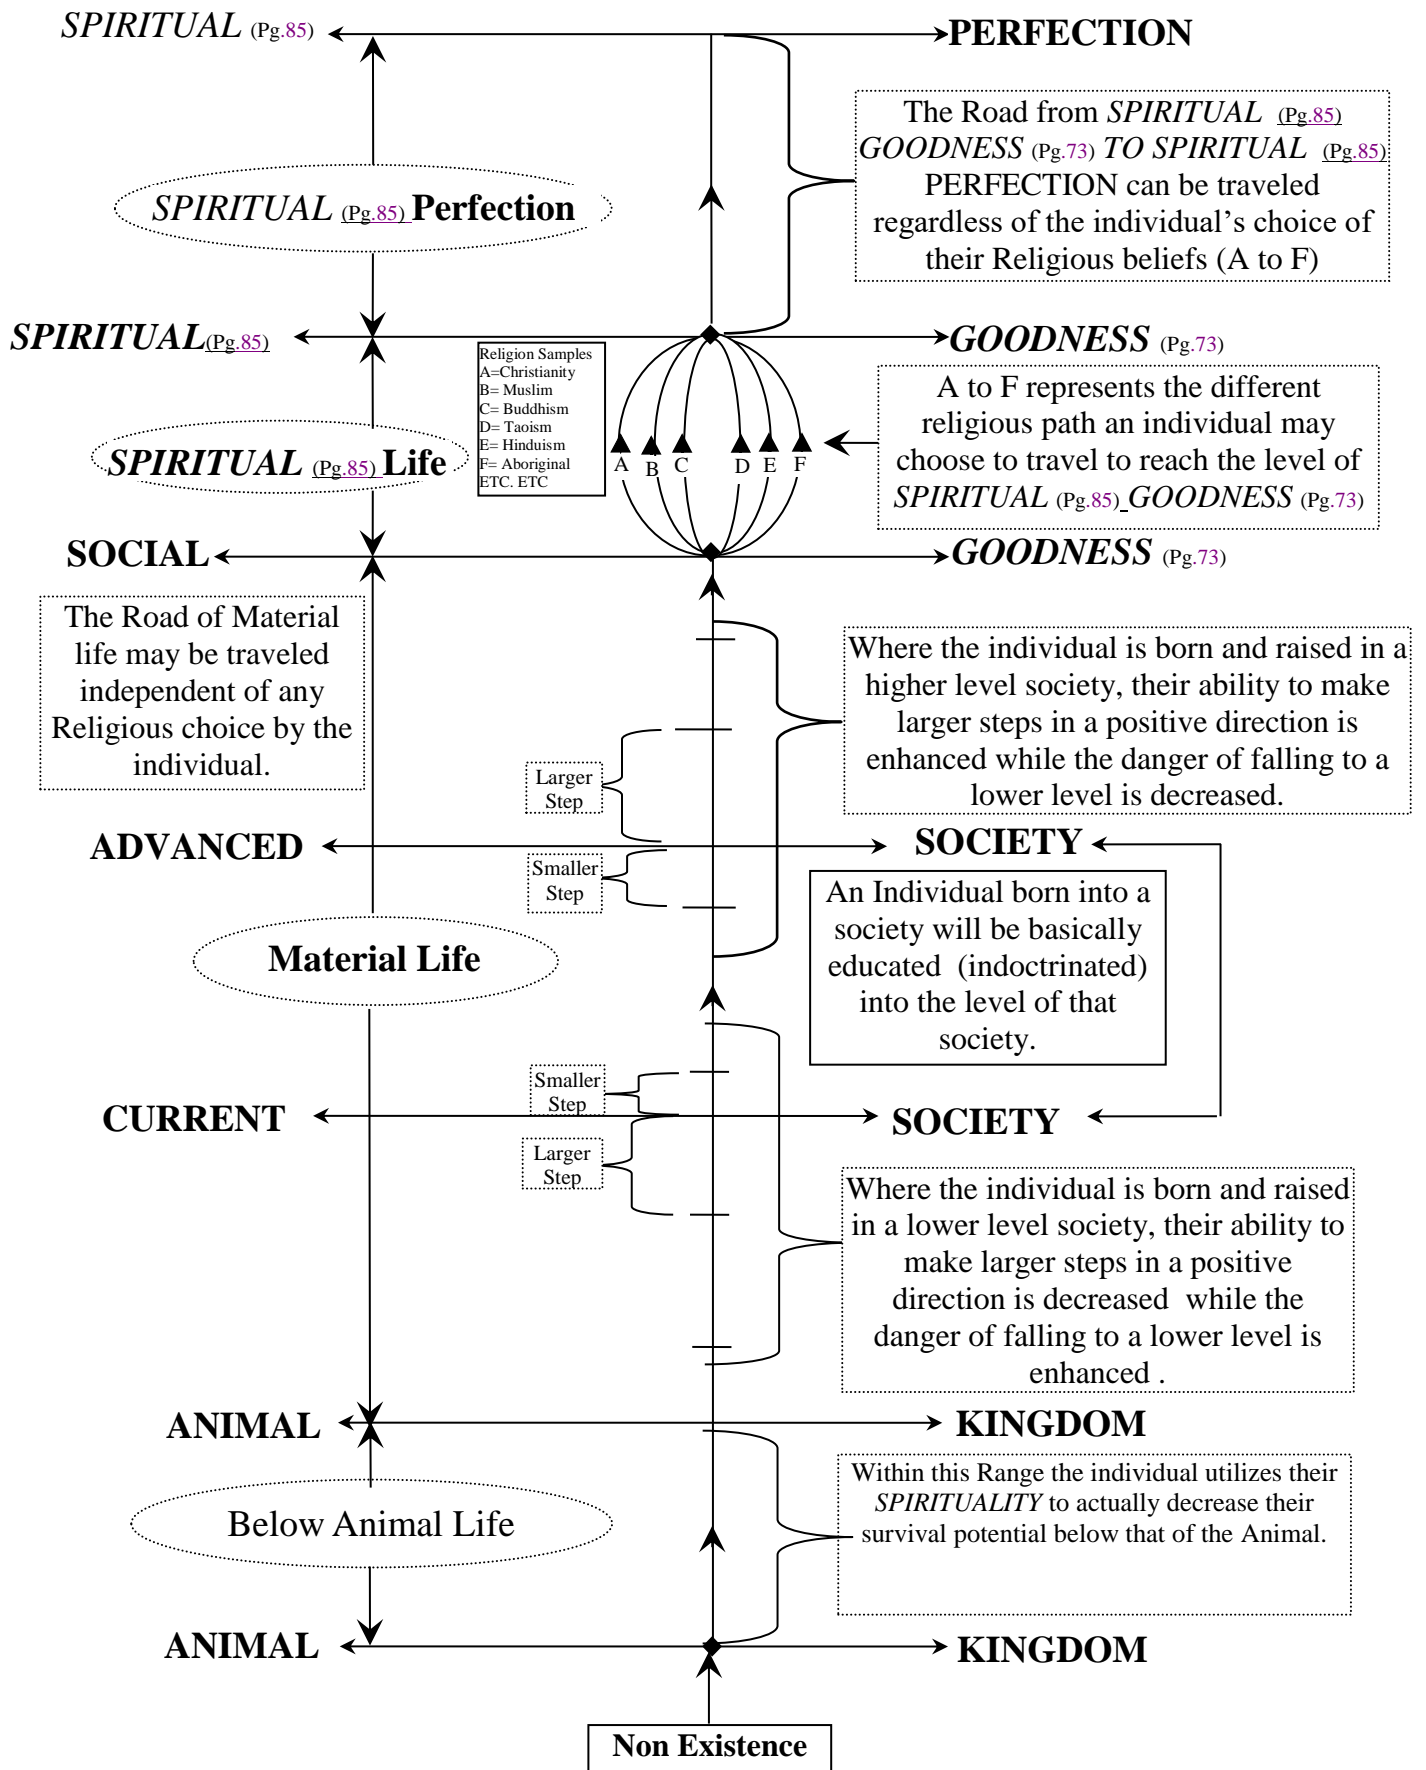 SPIRITUAL (Pg.85)
PERFECTION
The Road from SPIRITUAL (Pg.85)
GOODNESS (Pg.73) TO SPIRITUAL (Pg.85)
PERFECTION can be traveled
regardless of the individual’s choice of
their Religious beliefs (A to F)
SPIRITUAL (Pg.85) Perfection
SPIRITUAL(Pg.85)
GOODNESS (Pg.73)
Religion Samples
A=Christianity
B= Muslim
C= Buddhism
D= Taoism
E= Hinduism
F= Aboriginal
ETC. ETC
A B C D E F
A to F represents the different
religious path an individual may
choose to travel to reach the level of
SPIRITUAL (Pg.85) GOODNESS (Pg.73)
SPIRITUAL (Pg.85) Life
SOCIAL
GOODNESS (Pg.73)
The Road of Material
life may be traveled
independent of any
Religious choice by the
individual.
Where the individual is born and raised in a
higher level society, their ability to make
larger steps in a positive direction is
enhanced while the danger of falling to a
lower level is decreased.
Larger
Step
ADVANCED
SOCIETY
Smaller
Step
An Individual born into a
society will be basically
educated (indoctrinated)
into the level of that
society.
Material Life
Smaller
Step
CURRENT
SOCIETY
Larger
Step
Where the individual is born and raised
in a lower level society, their ability to
make larger steps in a positive
direction is decreased while the
danger of falling to a lower level is
enhanced .
ANIMAL
KINGDOM
Within this Range the individual utilizes their
SPIRITUALITY to actually decrease their
survival potential below that of the Animal.
Below Animal Life
ANIMAL
KINGDOM
Non Existence